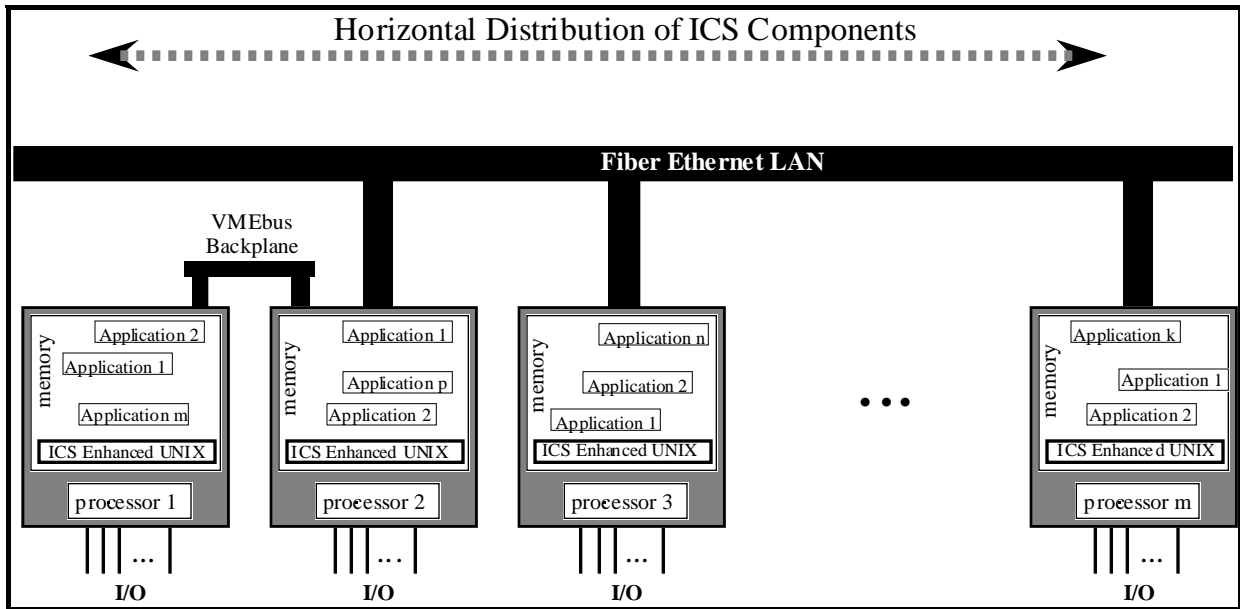 Horizontal Distribution of ICS Components
Fiber Ethernet LAN
VMEbus
Backplane
memory
Application 2
Application 1
Application m
ICS Enhanced UNIX
processor 1
...
I/O
memory
Application 1
Application p
Application 2
ICS Enhanced UNIX
processor 2
...
I/O
memory
Application n
Application 2
Application 1
ICS Enhanced UNIX
processor 3
...
I/O
...
memory
Application k
Application 1
Application 2
ICS Enhanced UNIX
processor m
...
I/O